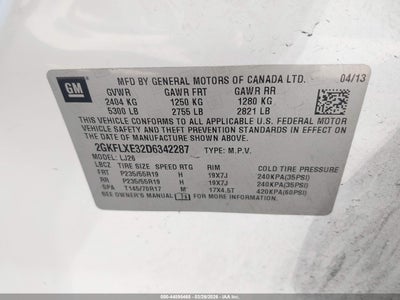 GM
MFD BY GENERAL MOTORS OF CANADA LTD. 04/13
GVWR GAWR FRT GAWR RR
2404 KG 1250 KG 1280 KG
5300 LB 2755 LB 2821 LB
THIS VEHICLE CONFORMS TO ALL APPLICABLE U.S. FEDERAL MOTOR
VEHICLE SAFETY AND THEFT PREVENTION STANDARDS IN EFFECT ON
THE DATE OF MANUFACTURE SHOWN ABOVE.
2GKFLXE32D6342287 TYPE: M.P.V.
MODEL: LJ26
LBCZ TIRE SIZE SPEED RTG RIM COLD TIRE PRESSURE
FRT P235/55R19 H 19X7J 240KPA(35PSI)
RR P235/55R19 H 19X7J 240KPA(35PSI)
SPA T145/70R17 M 17X4.5T 420KPA(60PSI)
SEE OWNER'S MANUAL FOR MORE INFORMATION.